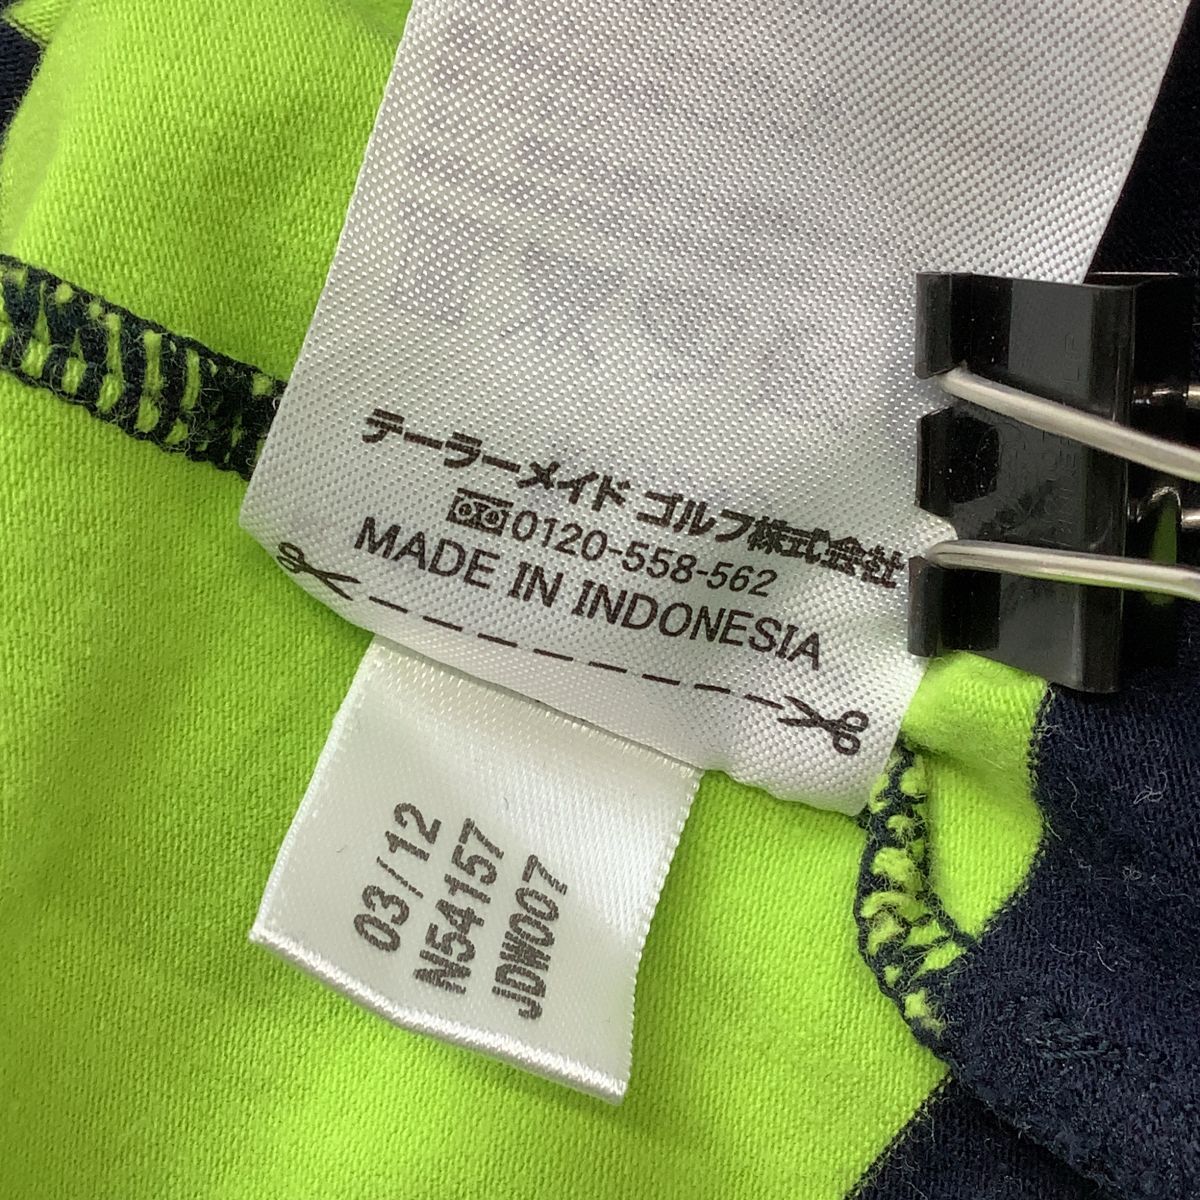 テーラーメイド ゴルフ株式会社
0120-558-562
MADE IN INDONESIA
03/12
N54157
JDW007